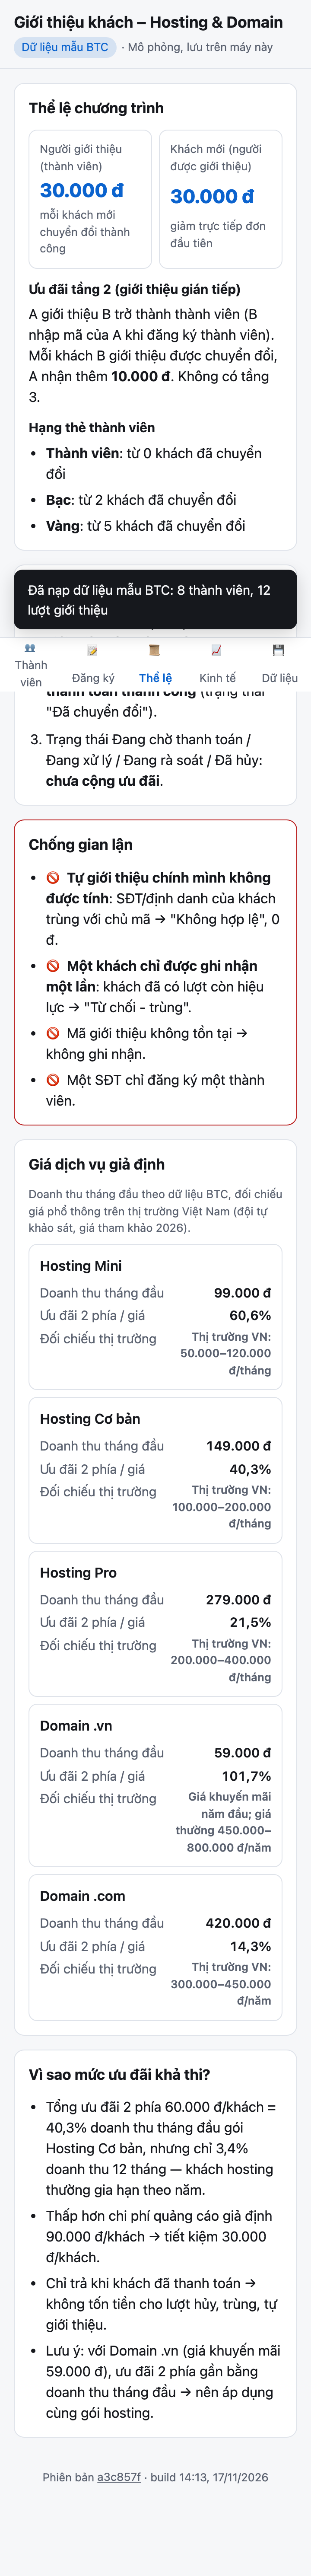 Giới thiệu khách – Hosting & Domain
Dữ liệu mẫu BTC · Mô phỏng, lưu trên máy này
Thể lệ chương trình
Người giới thiệu
(thành viên)
30.000 đ
mỗi khách mới
chuyển đổi thành
công
Khách mới (người
được giới thiệu)
30.000 đ
giảm trực tiếp đơn
đầu tiên
Ưu đãi tầng 2 (giới thiệu gián tiếp)
A giới thiệu B trở thành thành viên (B
nhập mã của A khi đăng ký thành viên).
Mỗi khách B giới thiệu được chuyển đổi,
A nhận thêm 10.000 đ. Không có tầng
3.
Hạng thẻ thành viên
• Thành viên: từ 0 khách đã chuyển
đổi
• Bạc: từ 2 khách đã chuyển đổi
• Vàng: từ 5 khách đã chuyển đổi
Đã nạp dữ liệu mẫu BTC: 8 thành viên, 12
lượt giới thiệu
Thành
viên
Đăng ký
Thể lệ
Kinh tế
Dữ liệu
thanh toán thành công (trạng thái
"Đã chuyển đổi").
3. Trạng thái Đang chờ thanh toán /
Đang xử lý / Đang rà soát / Đã hủy:
chưa cộng ưu đãi.
Chống gian lận
• 🚫 Tự giới thiệu chính mình không
được tính: SĐT/định danh của khách
trùng với chủ mã → "Không hợp lệ", 0
đ.
• 🚫 Một khách chỉ được ghi nhận
một lần: khách đã có lượt còn hiệu
lực → "Từ chối - trùng".
• 🚫 Mã giới thiệu không tồn tại →
không ghi nhận.
• 🚫 Một SĐT chỉ đăng ký một thành
viên.
Giá dịch vụ giả định
Doanh thu tháng đầu theo dữ liệu BTC, đối chiếu
giá phổ thông trên thị trường Việt Nam (đội tự
khảo sát, giá tham khảo 2026).
Hosting Mini
Doanh thu tháng đầu 99.000 đ
Ưu đãi 2 phía / giá 60,6%
Đối chiếu thị trường Thị trường VN:
50.000–120.000
đ/tháng
Hosting Cơ bản
Doanh thu tháng đầu 149.000 đ
Ưu đãi 2 phía / giá 40,3%
Đối chiếu thị trường Thị trường VN:
100.000–200.000
đ/tháng
Hosting Pro
Doanh thu tháng đầu 279.000 đ
Ưu đãi 2 phía / giá 21,5%
Đối chiếu thị trường Thị trường VN:
200.000–400.000
đ/tháng
Domain .vn
Doanh thu tháng đầu 59.000 đ
Ưu đãi 2 phía / giá 101,7%
Đối chiếu thị trường Giá khuyến mãi
năm đầu; giá
thường 450.000–
800.000 đ/năm
Domain .com
Doanh thu tháng đầu 420.000 đ
Ưu đãi 2 phía / giá 14,3%
Đối chiếu thị trường Thị trường VN:
300.000–450.000
đ/năm
Vì sao mức ưu đãi khả thi?
• Tổng ưu đãi 2 phía 60.000 đ/khách =
40,3% doanh thu tháng đầu gói
Hosting Cơ bản, nhưng chỉ 3,4%
doanh thu 12 tháng — khách hosting
thường gia hạn theo năm.
• Thấp hơn chi phí quảng cáo giả định
90.000 đ/khách → tiết kiệm 30.000
đ/khách.
• Chỉ trả khi khách đã thanh toán →
không tốn tiền cho lượt hủy, trùng, tự
giới thiệu.
• Lưu ý: với Domain .vn (giá khuyến mãi
59.000 đ), ưu đãi 2 phía gần bằng
doanh thu tháng đầu → nên áp dụng
cùng gói hosting.
Phiên bản a3c857f · build 14:13, 17/11/2026